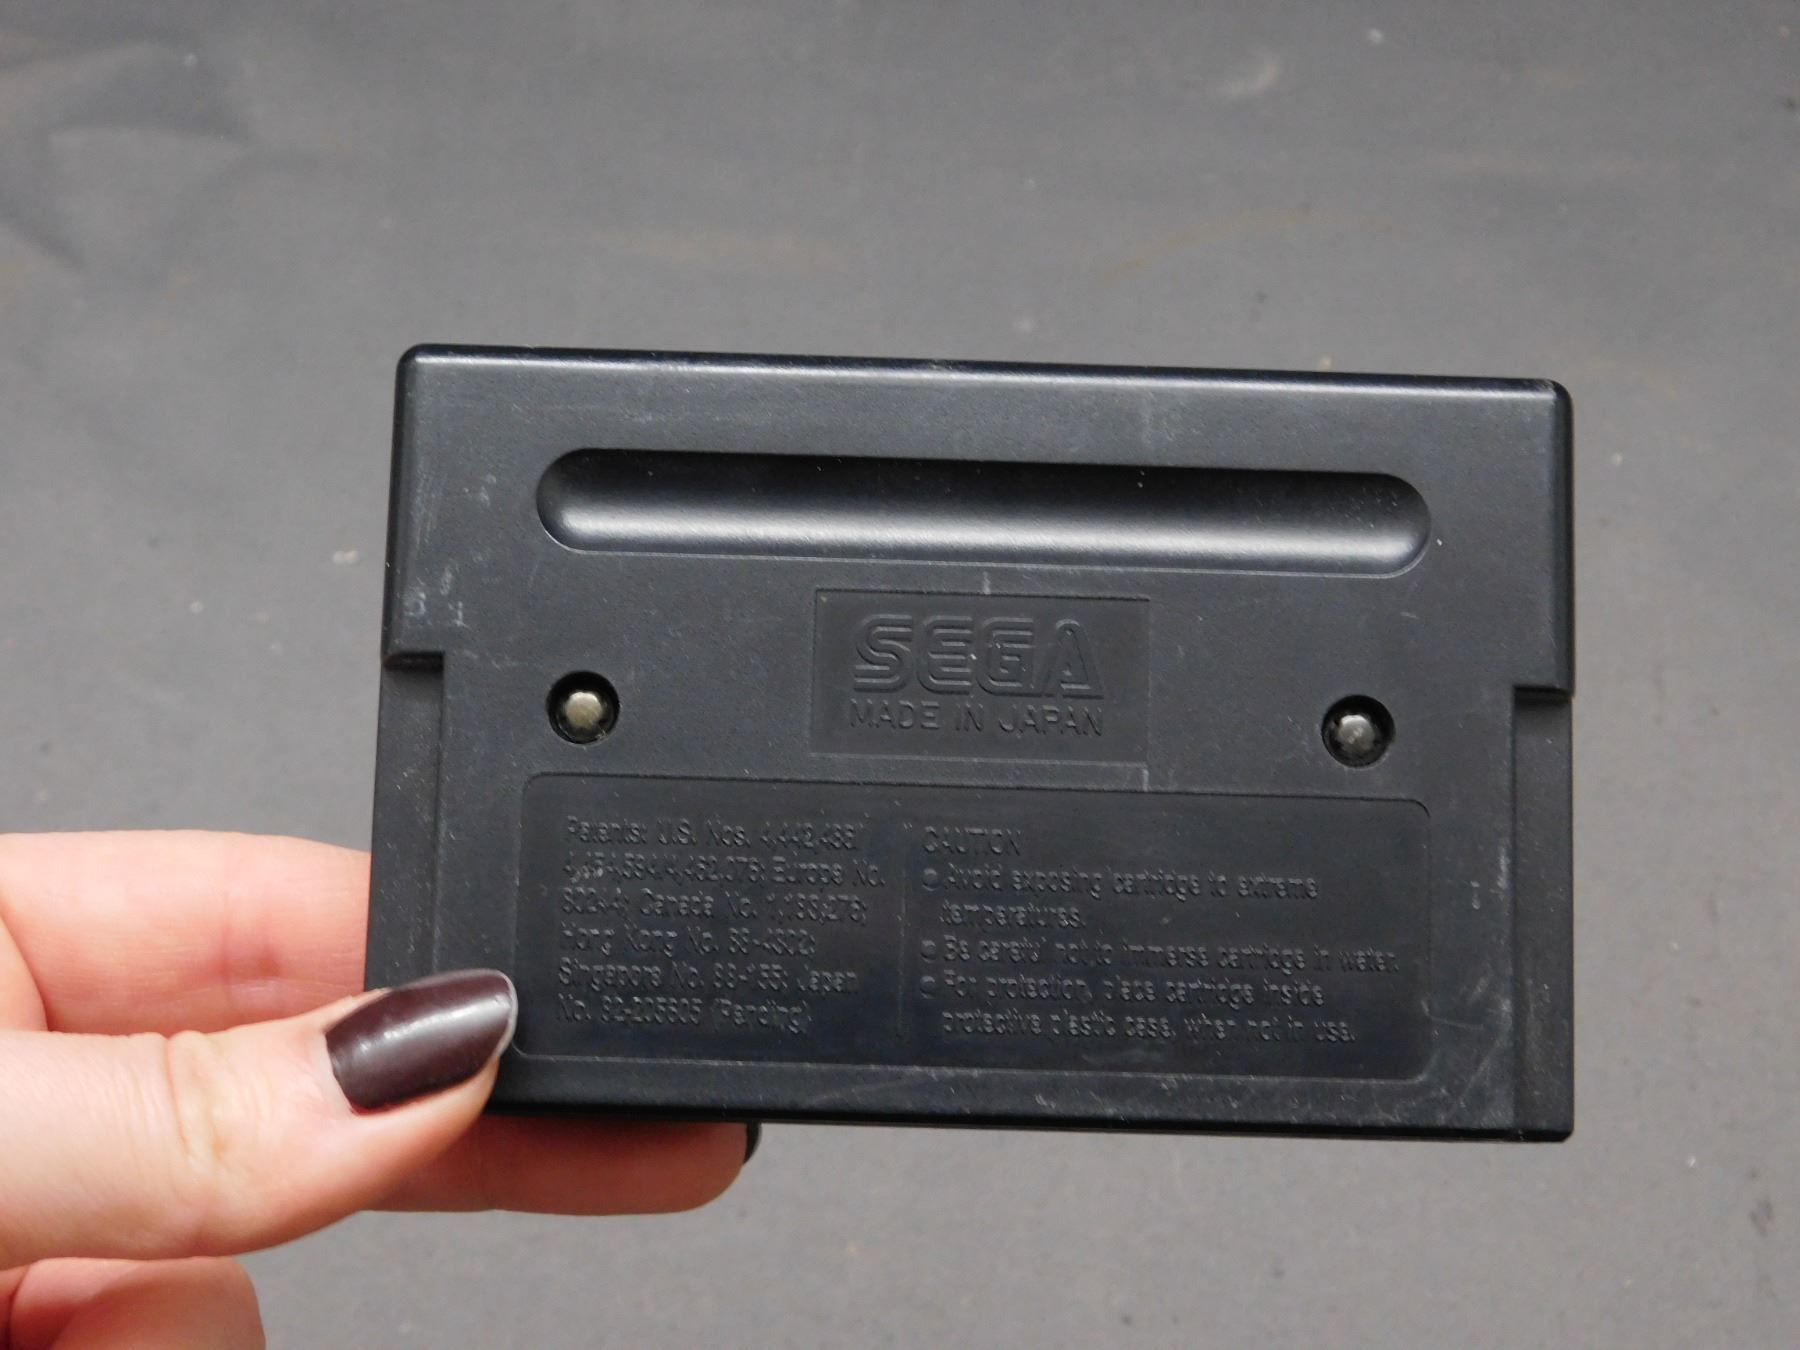 SEGA
MADE IN JAPAN
Patents: U.S. Nos. 4,442,486;
4,454,594; 4,462,076; Europe No.
80244; Canada No. 1,183,276;
Hong Kong No. 88-4302;
Singapore No. 88-155; Japan
No. 82-205605 (Pending)
CAUTION
Avoid exposing cartridge to extreme
temperatures.
Be careful not to immerse cartridge in water.
For protection, place cartridge inside
protective plastic case, when not in use.